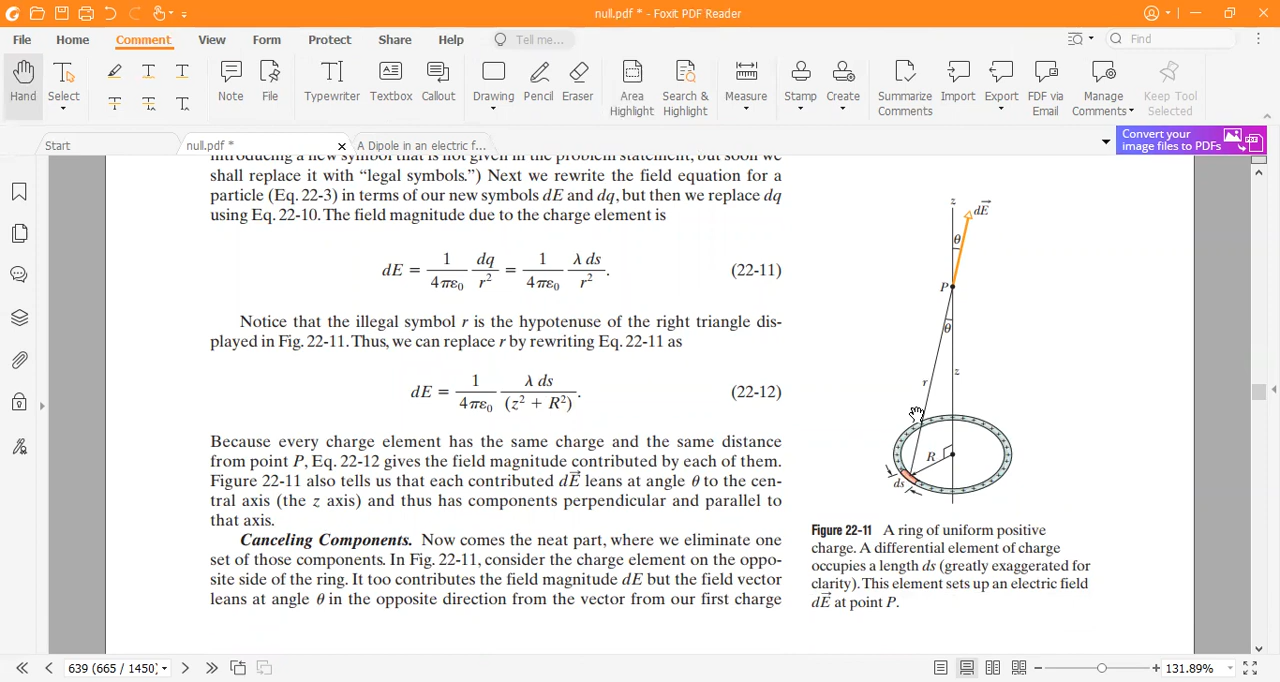 null.pdf * - Foxit PDF Reader
File Home Comment View Form Protect Share Help Tell me... Find
Hand Select Note File Typewriter Textbox Callout Drawing Pencil Eraser Area Highlight Search & Highlight Measure Stamp Create Summarize Comments Import Export FDF via Email Manage Comments Keep Tool Selected
Start null.pdf * A Dipole in an electric f... Convert your image files to PDFs
introducing a new symbol that is not given in the problem statement, but soon we
shall replace it with “legal symbols.”) Next we rewrite the field equation for a
particle (Eq. 22-3) in terms of our new symbols dE and dq, but then we replace dq
using Eq. 22-10. The field magnitude due to the charge element is
dE = 1/4πε₀ dq/r² = 1/4πε₀ λ ds/r². (22-11)
Notice that the illegal symbol r is the hypotenuse of the right triangle dis-
played in Fig. 22-11. Thus, we can replace r by rewriting Eq. 22-11 as
dE = 1/4πε₀ λ ds/(z² + R²). (22-12)
Because every charge element has the same charge and the same distance
from point P, Eq. 22-12 gives the field magnitude contributed by each of them.
Figure 22-11 also tells us that each contributed dE⃗ leans at angle θ to the cen-
tral axis (the z axis) and thus has components perpendicular and parallel to
that axis.
Canceling Components. Now comes the neat part, where we eliminate one
set of those components. In Fig. 22-11, consider the charge element on the oppo-
site side of the ring. It too contributes the field magnitude dE but the field vector
leans at angle θ in the opposite direction from the vector from our first charge
z
dE⃗
θ
P
θ
r
z
R
ds
Figure 22-11 A ring of uniform positive
charge. A differential element of charge
occupies a length ds (greatly exaggerated for
clarity). This element sets up an electric field
dE⃗ at point P.
639 (665 / 1450) 131.89%